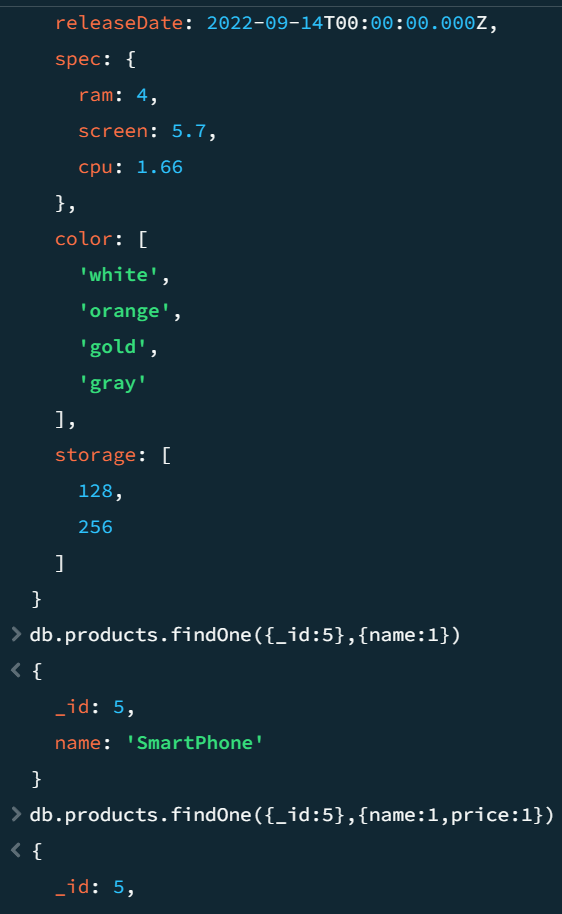 releaseDate: 2022-09-14T00:00:00.000Z,
spec: {
ram: 4,
screen: 5.7,
cpu: 1.66
},
color: [
'white',
'orange',
'gold',
'gray'
],
storage: [
128,
256
]
}
> db.products.findOne({_id:5},{name:1})
< {
_id: 5,
name: 'SmartPhone'
}
> db.products.findOne({_id:5},{name:1,price:1})
< {
_id: 5,